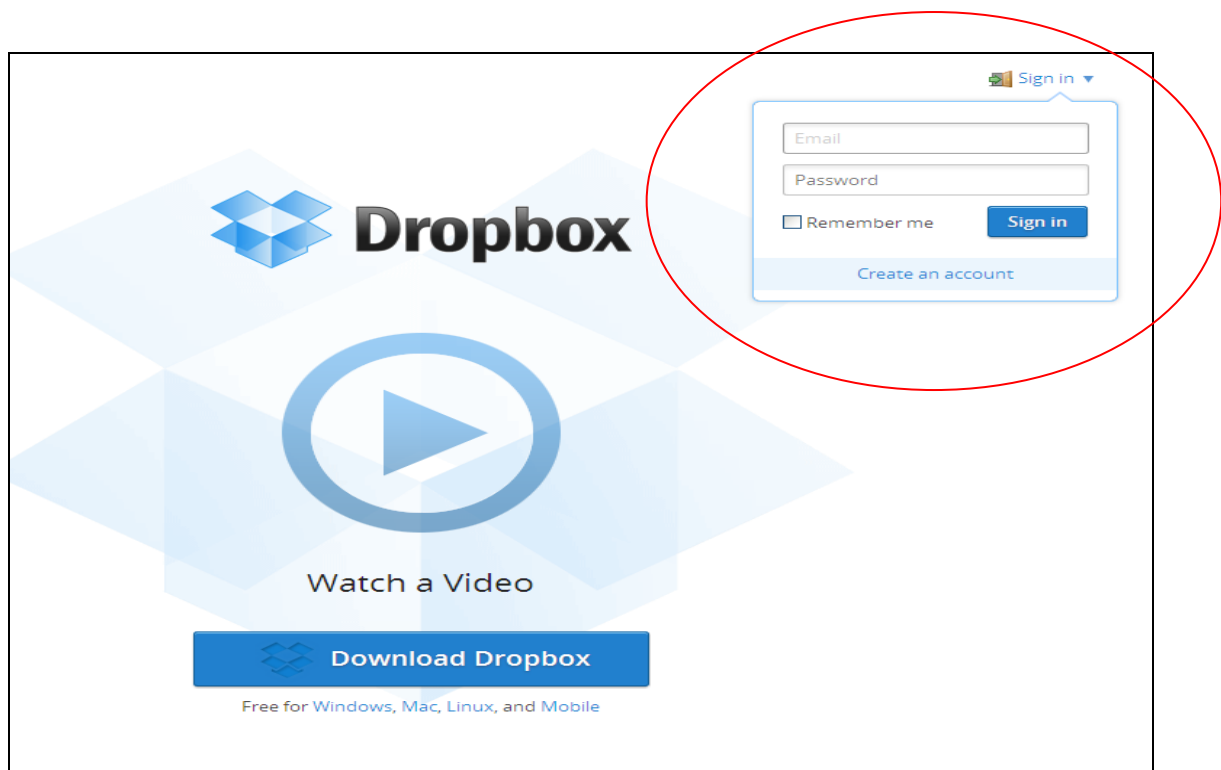 Sign in
Email
Password
Remember me
Sign in
Create an account
Dropbox
Watch a Video
Download Dropbox
Free for Windows, Mac, Linux, and Mobile